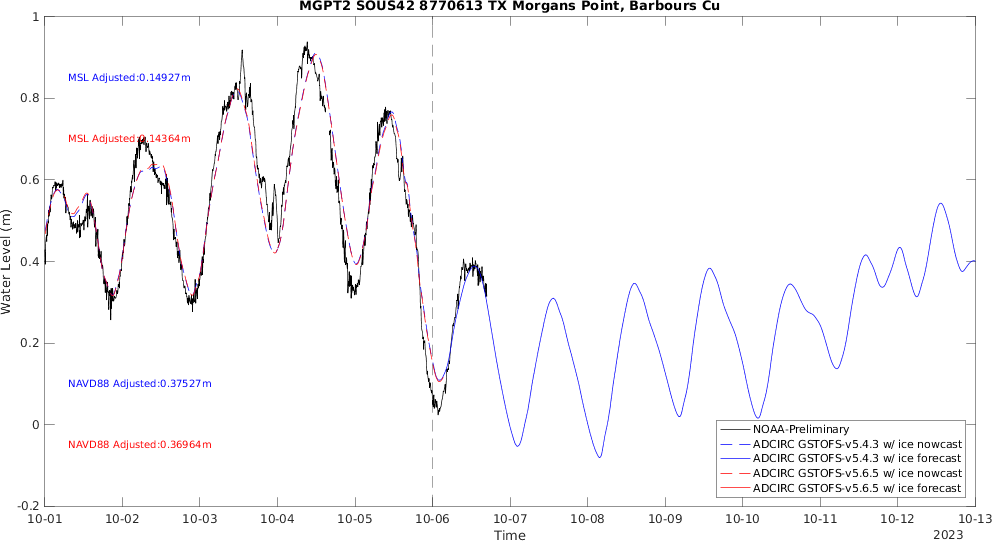 MGPT2 SOUS42 8770613 TX Morgans Point, Barbours Cu
1
0.8
0.6
0.4
0.2
0
-0.2
Water Level (m)
MSL Adjusted:0.14927m
MSL Adjusted:0.14364m
NAVD88 Adjusted:0.37527m
NAVD88 Adjusted:0.36964m
NOAA-Preliminary
ADCIRC GSTOFS-v5.4.3 w/ ice nowcast
ADCIRC GSTOFS-v5.4.3 w/ ice forecast
ADCIRC GSTOFS-v5.6.5 w/ ice nowcast
ADCIRC GSTOFS-v5.6.5 w/ ice forecast
10-01 10-02 10-03 10-04 10-05 10-06 10-07 10-08 10-09 10-10 10-11 10-12 10-13
Time
2023